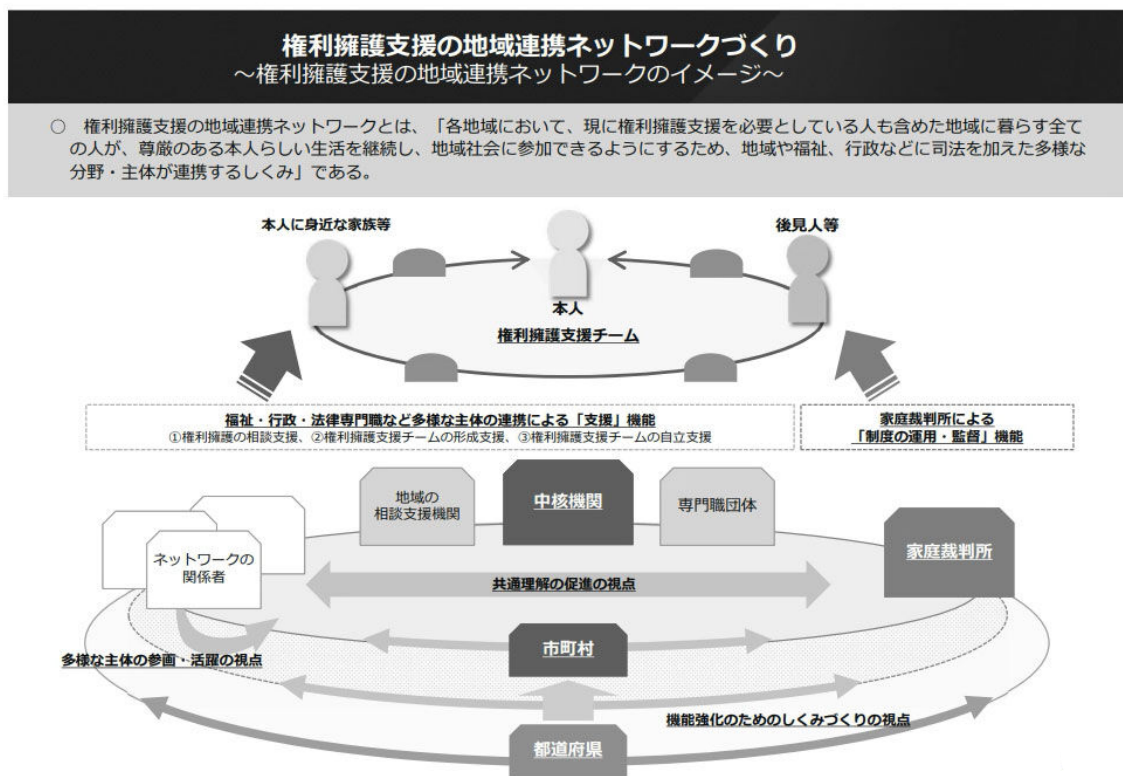 権利擁護支援の地域連携ネットワークづくり
～権利擁護支援の地域連携ネットワークのイメージ～
○ 権利擁護支援の地域連携ネットワークとは、「各地域において、現に権利擁護支援を必要としている人も含めた地域に暮らす全て
の人が、尊厳のある本人らしい生活を継続し、地域社会に参加できるようにするため、地域や福祉、行政などに司法を加えた多様な
分野・主体が連携するしくみ」である。
本人に身近な家族等
後見人等
本人
権利擁護支援チーム
福祉・行政・法律専門職など多様な主体の連携による「支援」機能
①権利擁護の相談支援、②権利擁護支援チームの形成支援、③権利擁護支援チームの自立支援
家庭裁判所による
「制度の運用・監督」機能
地域の
相談支援機関
中核機関
専門職団体
家庭裁判所
ネットワークの
関係者
共通理解の促進の視点
市町村
多様な主体の参画・活躍の視点
機能強化のためのしくみづくりの視点
都道府県